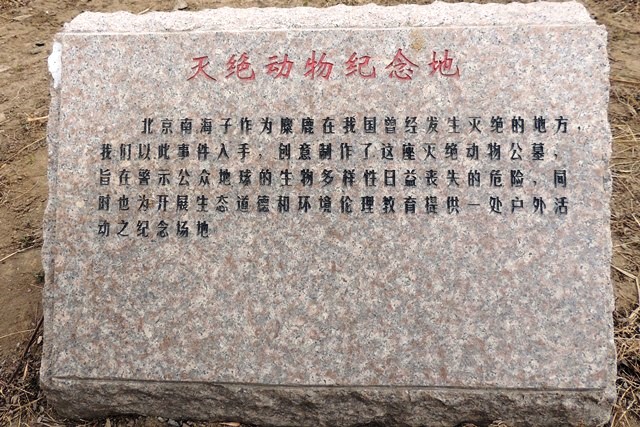 灭绝动物纪念地
北京南海子作为麋鹿在我国曾经发生灭绝的地方，
我们以此事件入手，创意制作了这座灭绝动物公墓，
旨在警示公众地球的生物多样性日益丧失的危险，同
时也为开展生态道德和环境伦理教育提供一处户外活
动之纪念场地